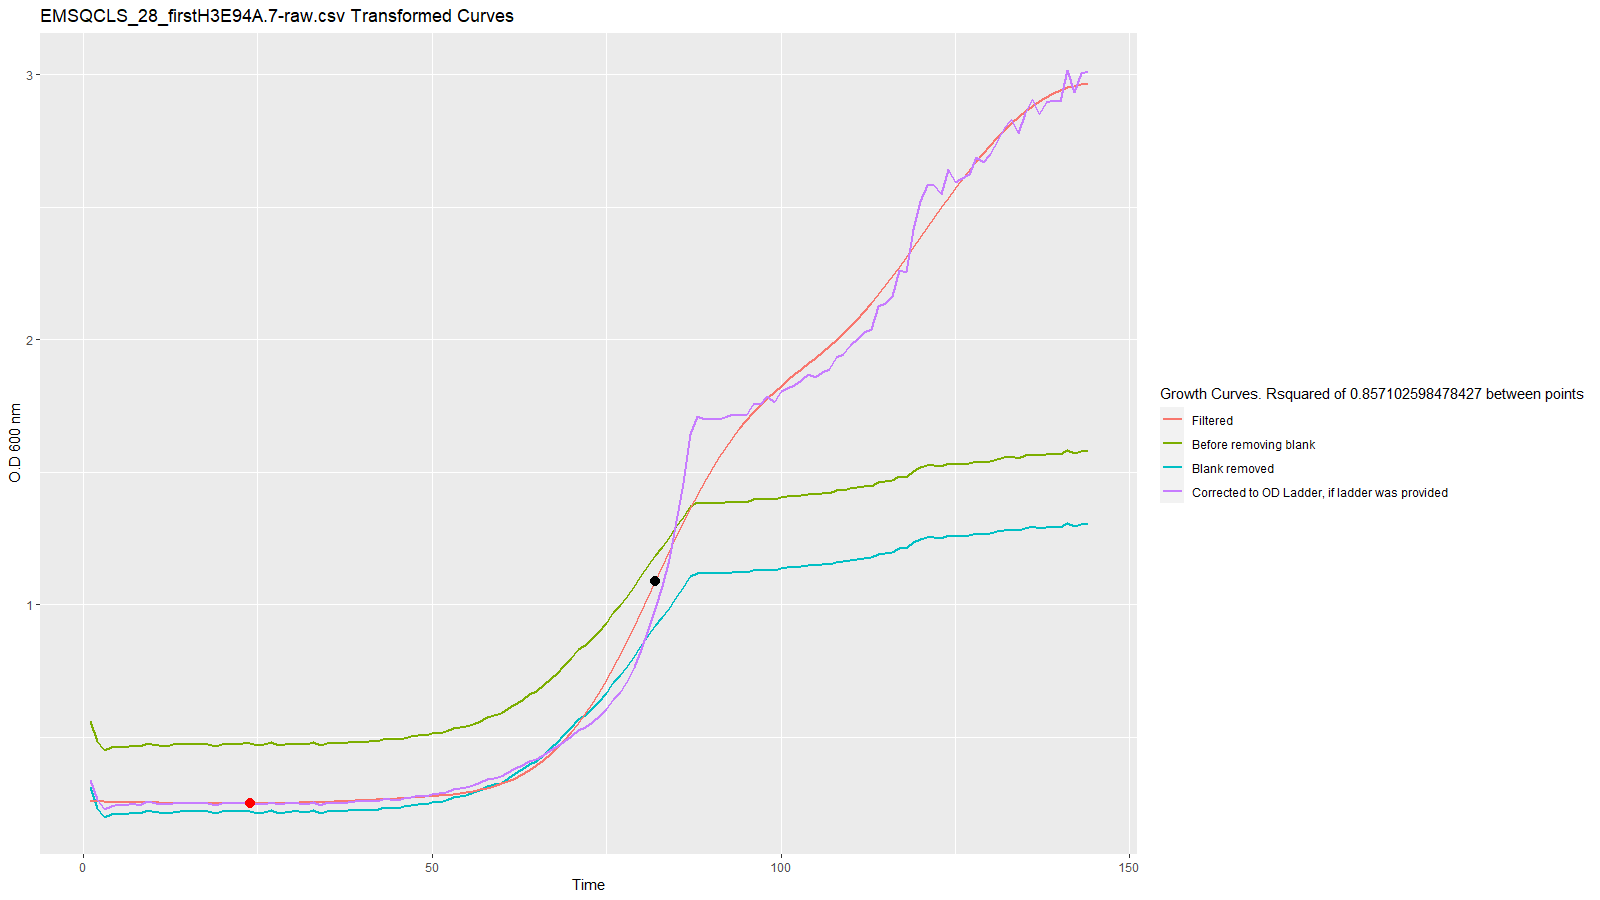 EMSQCLS_28_firstH3E94A.7-raw.csv Transformed Curves
3
2
1
O.D 600 nm
0
50
100
150
Time
Growth Curves. Rsquared of 0.857102598478427 between points
Filtered
Before removing blank
Blank removed
Corrected to OD Ladder, if ladder was provided